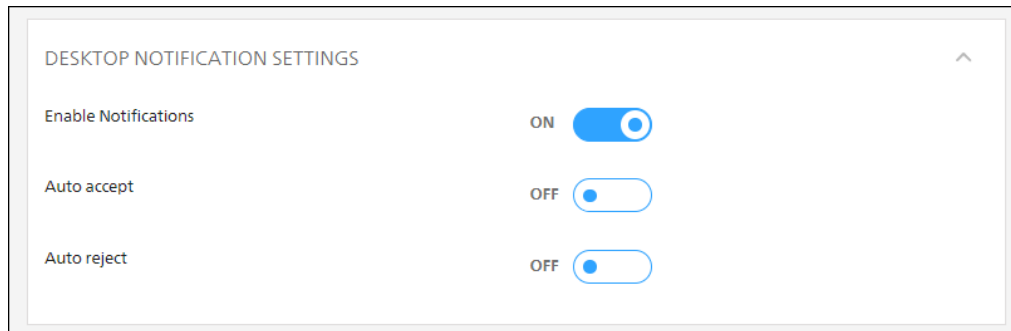 DESKTOP NOTIFICATION SETTINGS
Enable Notifications ON
Auto accept OFF
Auto reject OFF